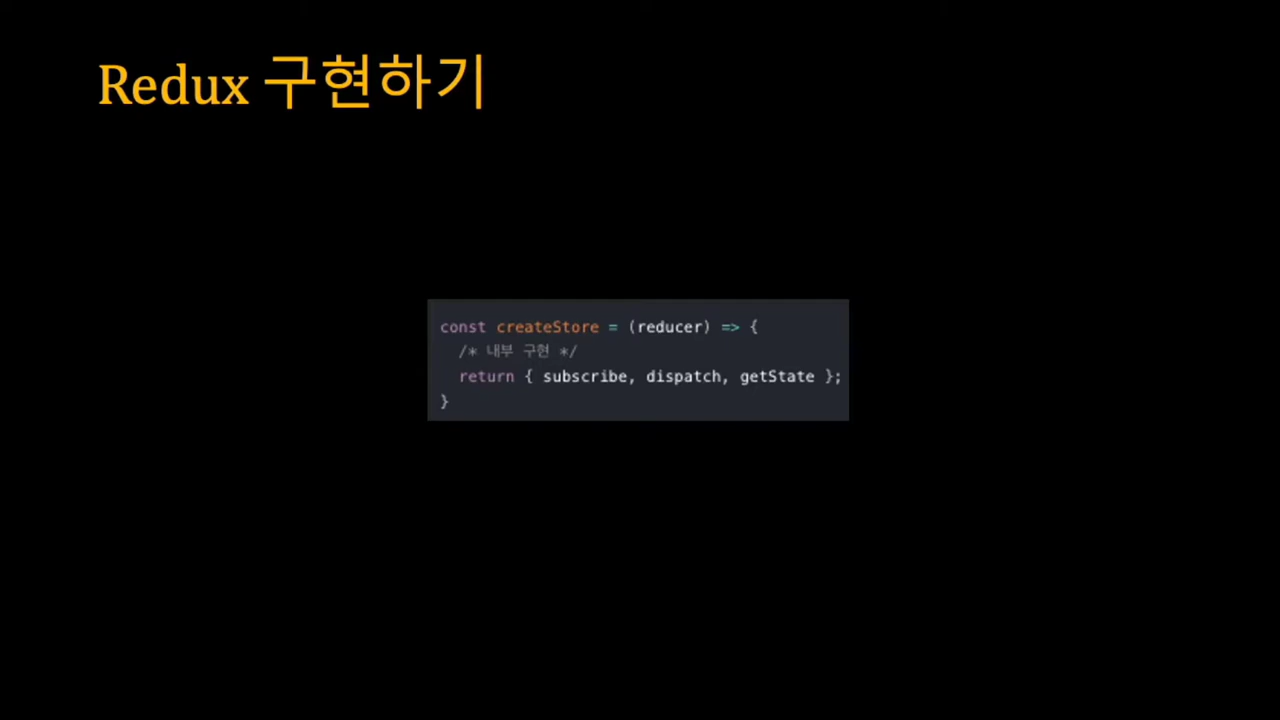 Redux 구현하기
const createStore = (reducer) => {
/* 내부 구현 */
return { subscribe, dispatch, getState };
}